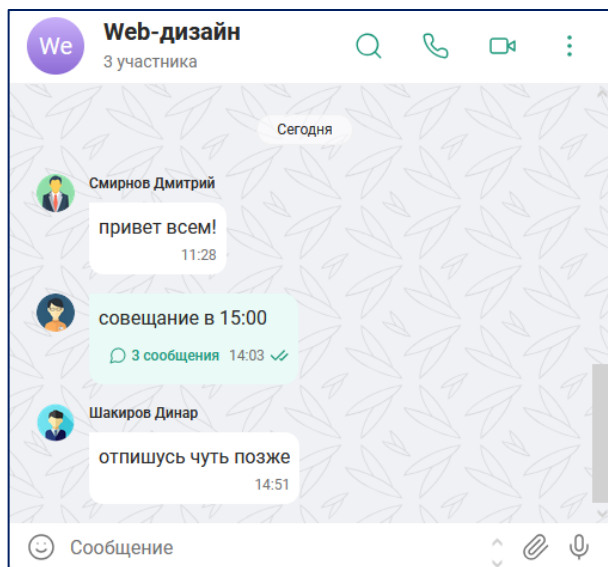 We
Web-дизайн
3 участника
Сегодня
Смирнов Дмитрий
привет всем!
11:28
совещание в 15:00
3 сообщения 14:03
Шакиров Динар
отпишусь чуть позже
14:51
Сообщение